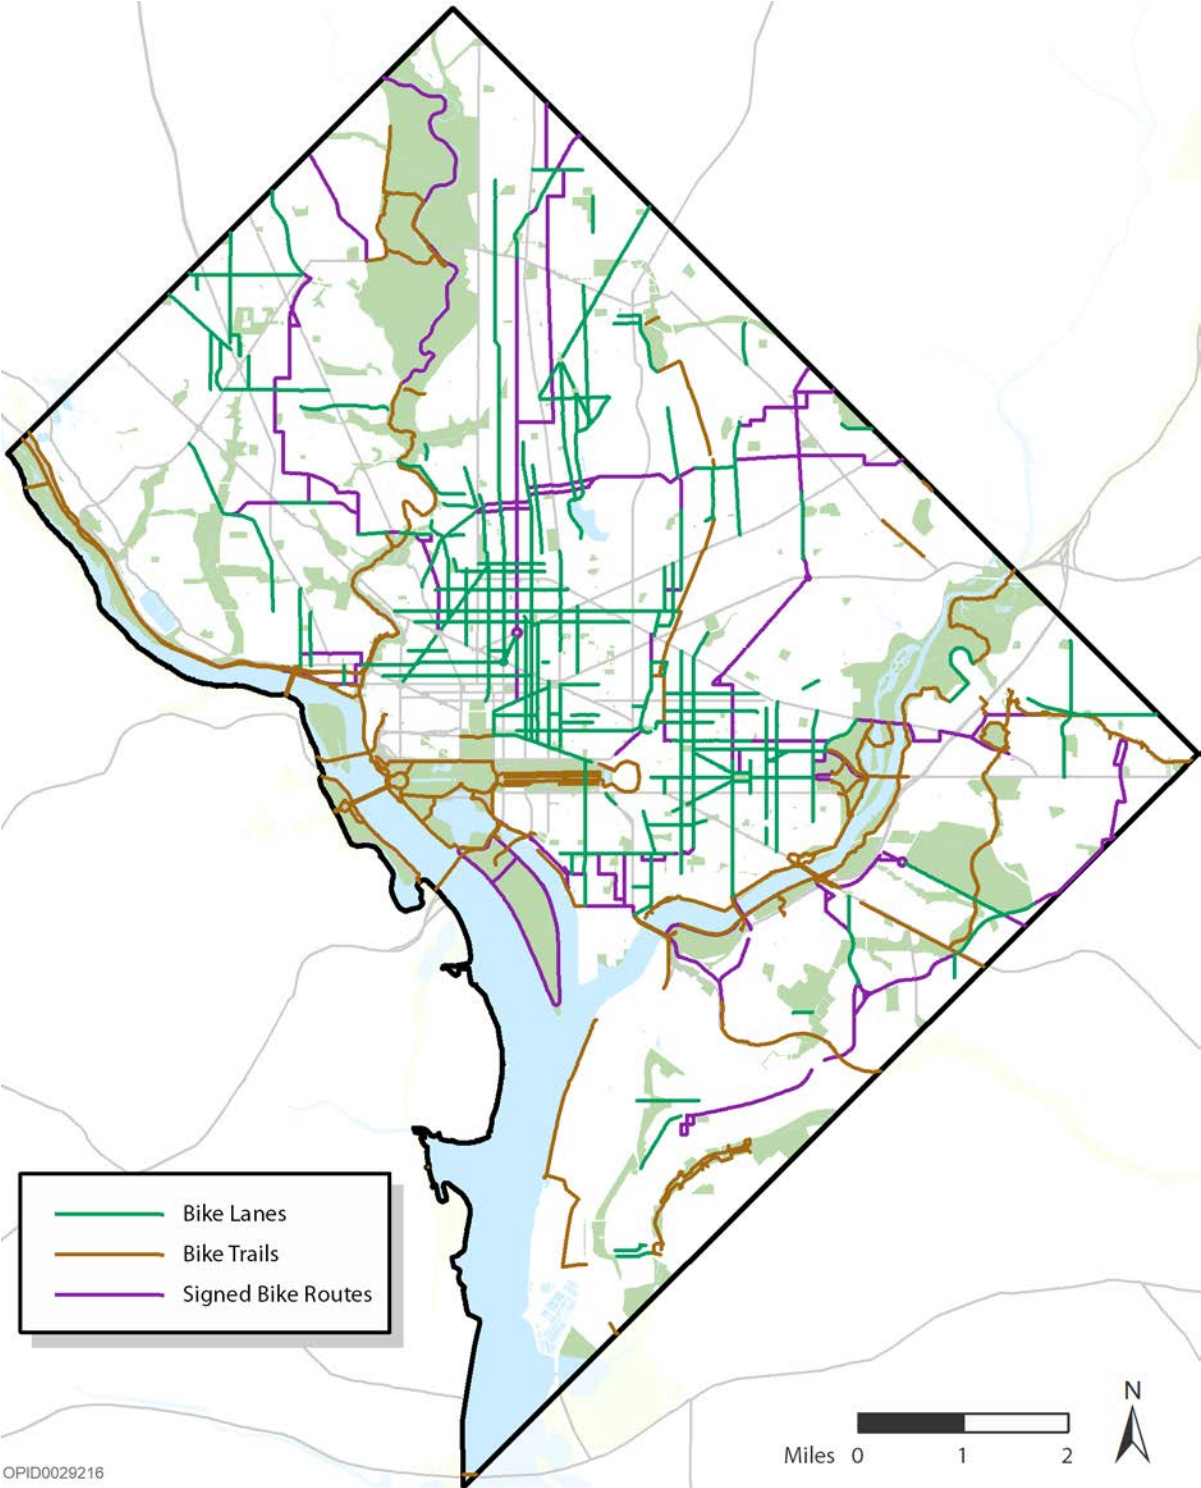 Bike Lanes
Bike Trails
Signed Bike Routes
N
Miles 0 1 2
OPID0029216